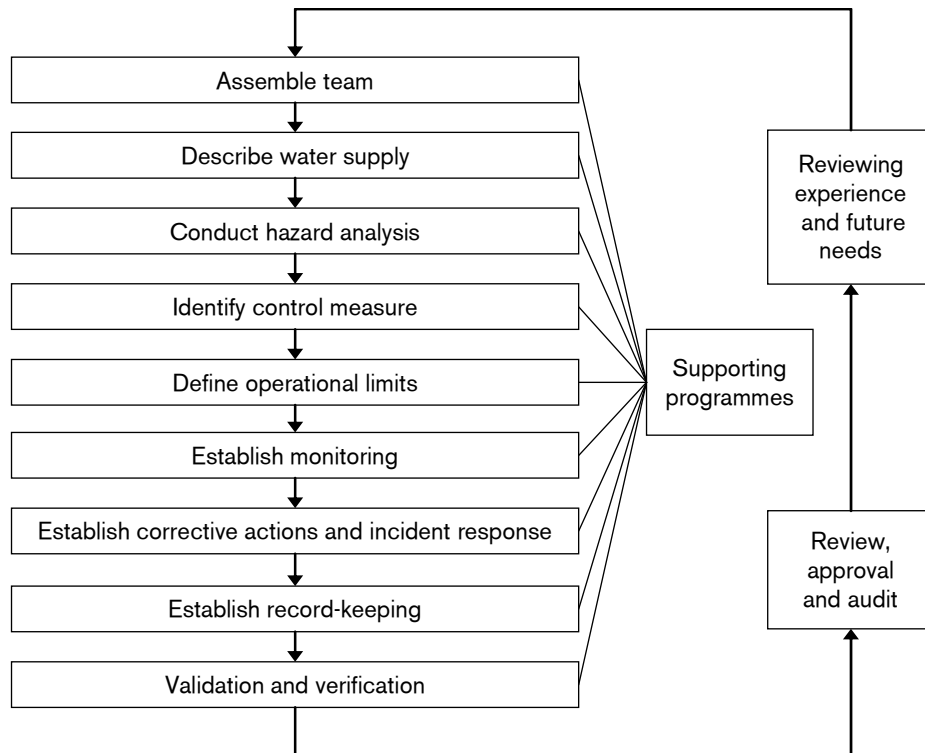 Assemble team
Describe water supply
Conduct hazard analysis
Identify control measure
Define operational limits
Establish monitoring
Establish corrective actions and incident response
Establish record-keeping
Validation and verification
Supporting
programmes
Reviewing
experience
and future
needs
Review,
approval
and audit